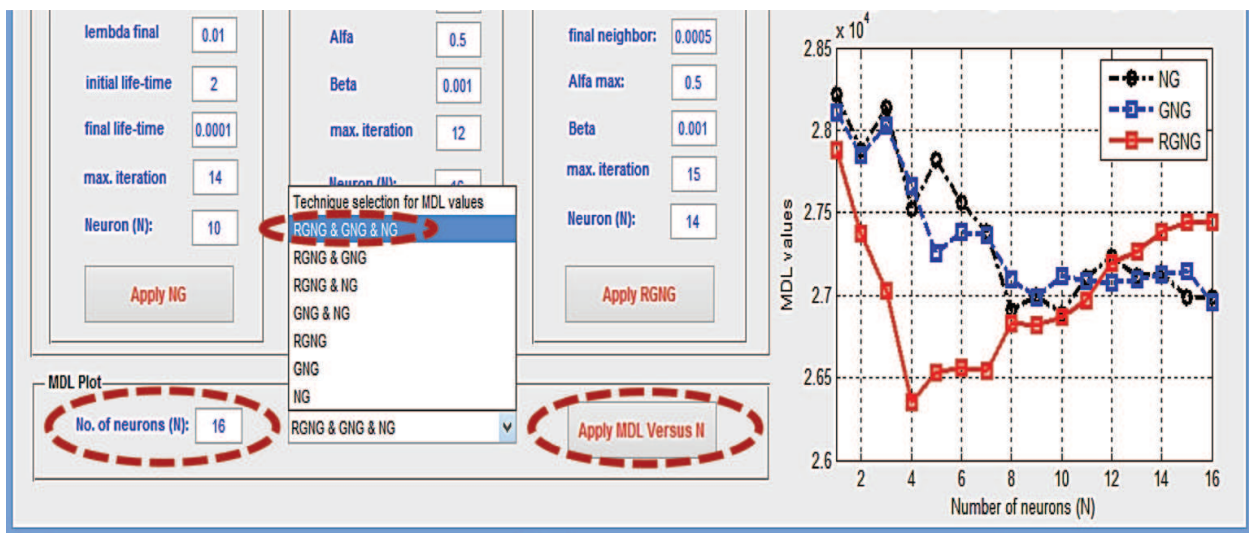 lembda final 0.01
initial life-time 2
final life-time 0.0001
max. iteration 14
Neuron (N): 10
Apply NG
Alfa 0.5
Beta 0.001
max. iteration 12
Neuron (N): 16
Technique selection for MDL values
RGNG & GNG & NG
RGNG & GNG
RGNG & NG
GNG & NG
RGNG
GNG
NG
final neighbor: 0.0005
Alfa max: 0.5
Beta 0.001
max. iteration 15
Neuron (N): 14
Apply RGNG
MDL Plot
No. of neurons (N): 16
RGNG & GNG & NG
Apply MDL Versus N
x 10^4
2.85
2.8
2.75
2.7
2.65
2.6
MDL values
NG
GNG
RGNG
2 4 6 8 10 12 14 16
Number of neurons (N)